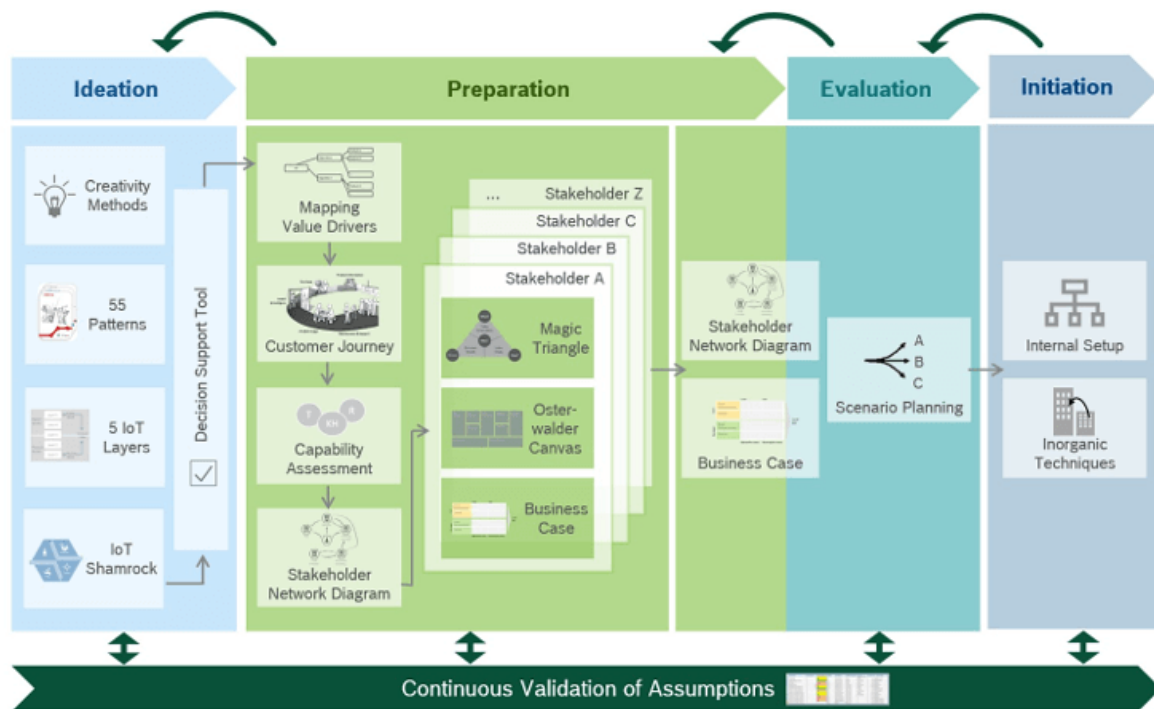 Ideation
Preparation
Evaluation
Initiation
Creativity
Methods
55
Patterns
5 IoT
Layers
IoT
Shamrock
Decision Support Tool
Mapping
Value Drivers
Customer Journey
Capability
Assessment
Stakeholder
Network Diagram
... Stakeholder Z
Stakeholder C
Stakeholder B
Stakeholder A
Magic
Triangle
Oster-
walder
Canvas
Business
Case
Stakeholder
Network Diagram
Business Case
A
B
C
Scenario Planning
Internal Setup
Inorganic
Techniques
Continuous Validation of Assumptions